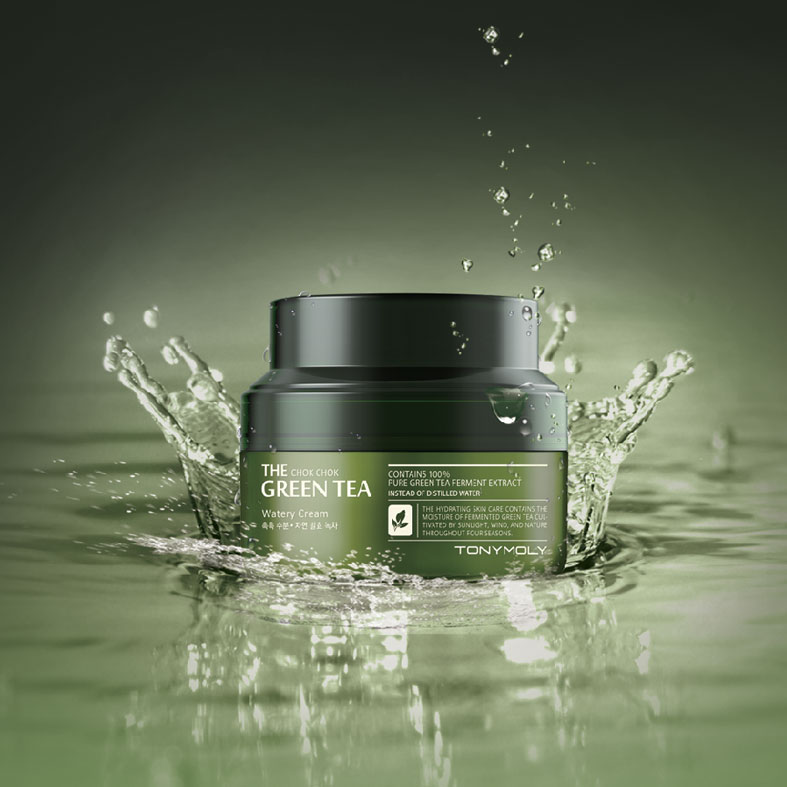 THE CHOK CHOK
GREEN TEA
Watery Cream
촉촉 수분 • 자연 발효 녹차
CONTAINS 100%
PURE GREEN TEA FERMENT EXTRACT
INSTEAD OF DISTILLED WATER
THE HYDRATING SKIN CARE CONTAINS THE
MOISTURE OF FERMENTED GREEN TEA CUL
TIVATED BY SUNLIGHT, WIND, AND NATURE
THROUGHOUT FOUR SEASONS.
TONYMOLY